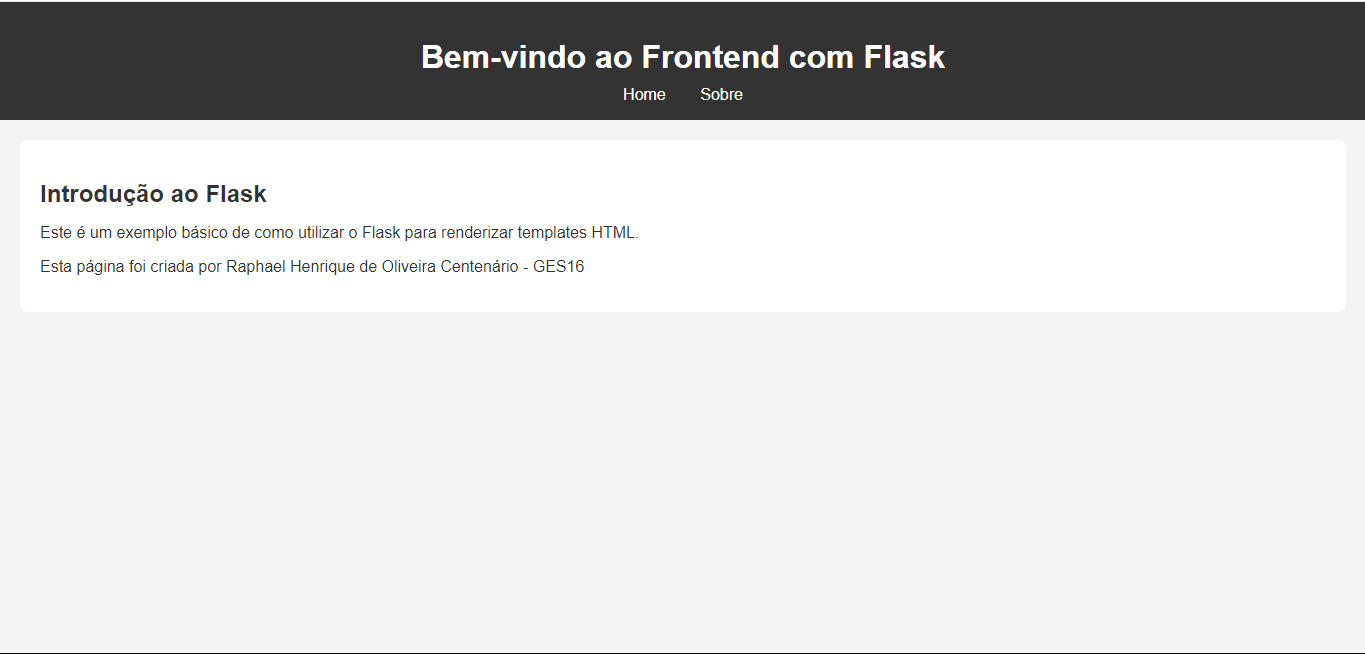 Bem-vindo ao Frontend com Flask
Home Sobre
Introdução ao Flask
Este é um exemplo básico de como utilizar o Flask para renderizar templates HTML.
Esta página foi criada por Raphael Henrique de Oliveira Centenário - GES16